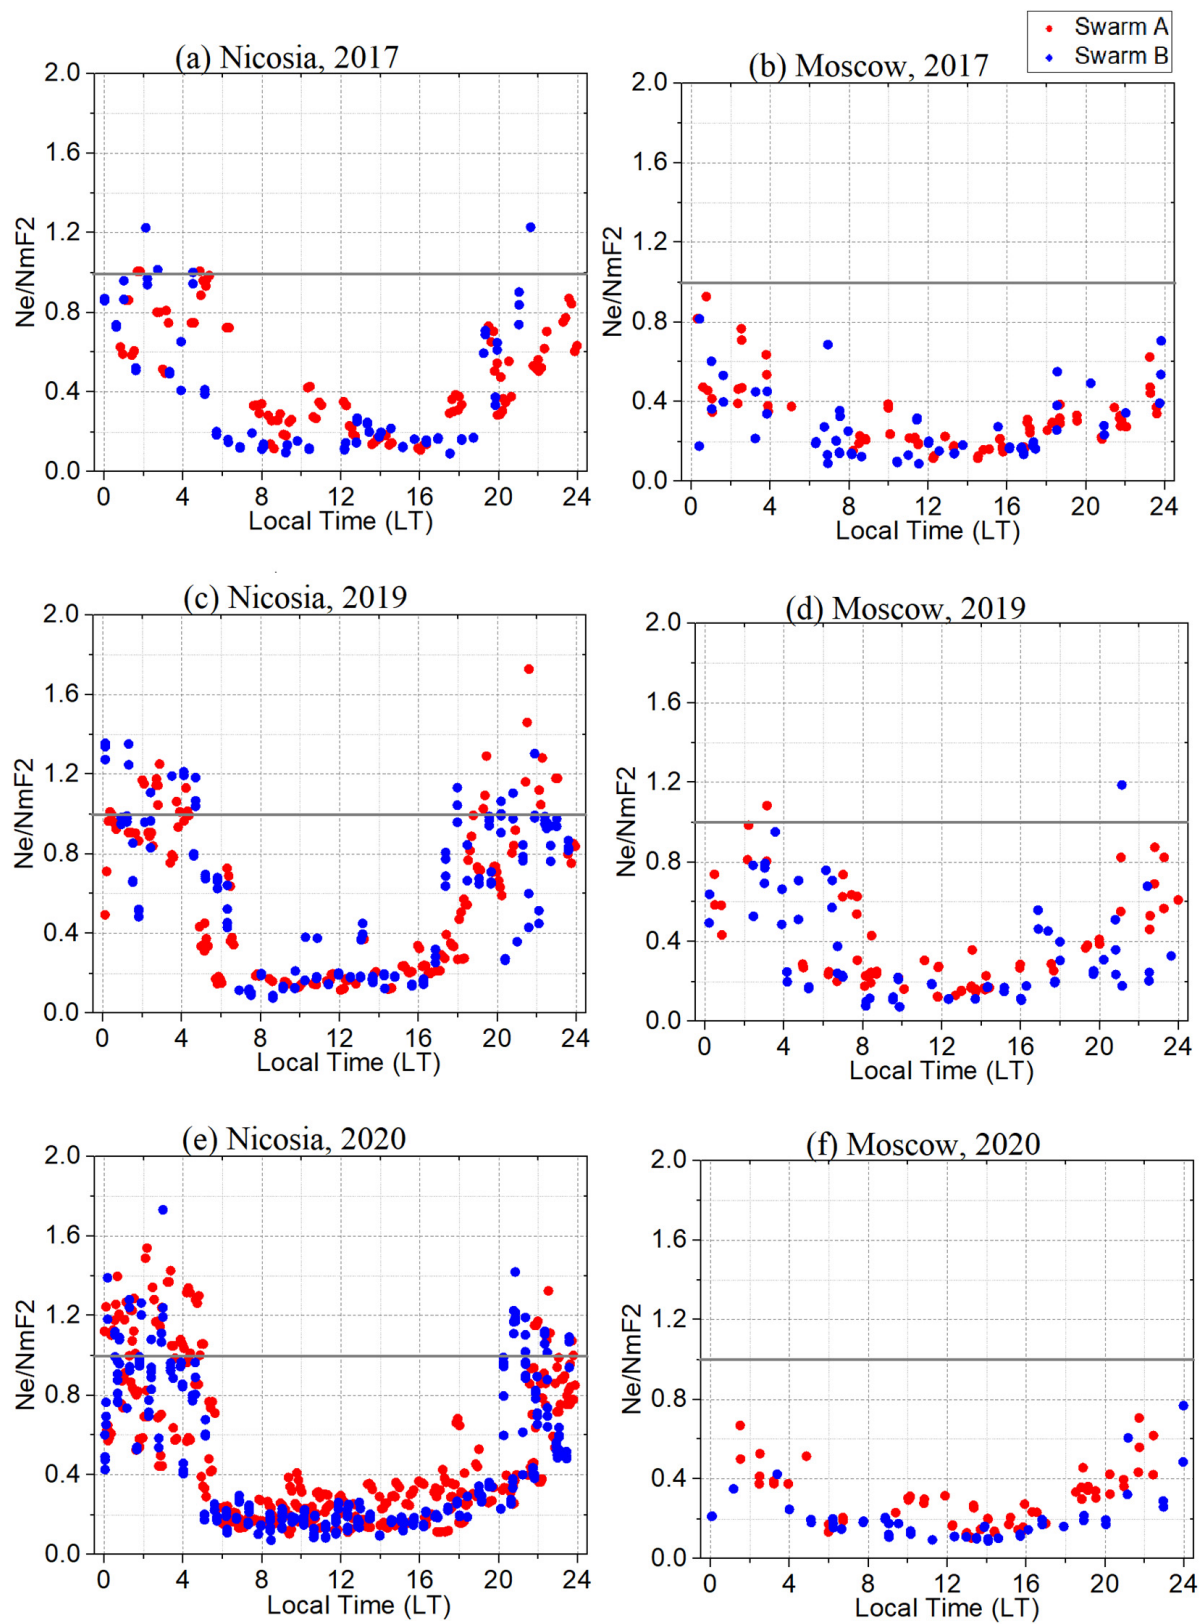 Swarm A
Swarm B
(a) Nicosia, 2017
2.0
1.6
1.2
0.8
0.4
0.0
Ne/NmF2
0 4 8 12 16 20 24
Local Time (LT)
(b) Moscow, 2017
2.0
1.6
1.2
0.8
0.4
0.0
Ne/NmF2
0 4 8 12 16 20 24
Local Time (LT)
(c) Nicosia, 2019
2.0
1.6
1.2
0.8
0.4
0.0
Ne/NmF2
0 4 8 12 16 20 24
Local Time (LT)
(d) Moscow, 2019
2.0
1.6
1.2
0.8
0.4
0.0
Ne/NmF2
0 4 8 12 16 20 24
Local Time (LT)
(e) Nicosia, 2020
2.0
1.6
1.2
0.8
0.4
0.0
Ne/NmF2
0 4 8 12 16 20 24
Local Time (LT)
(f) Moscow, 2020
2.0
1.6
1.2
0.8
0.4
0.0
Ne/NmF2
0 4 8 12 16 20 24
Local Time (LT)